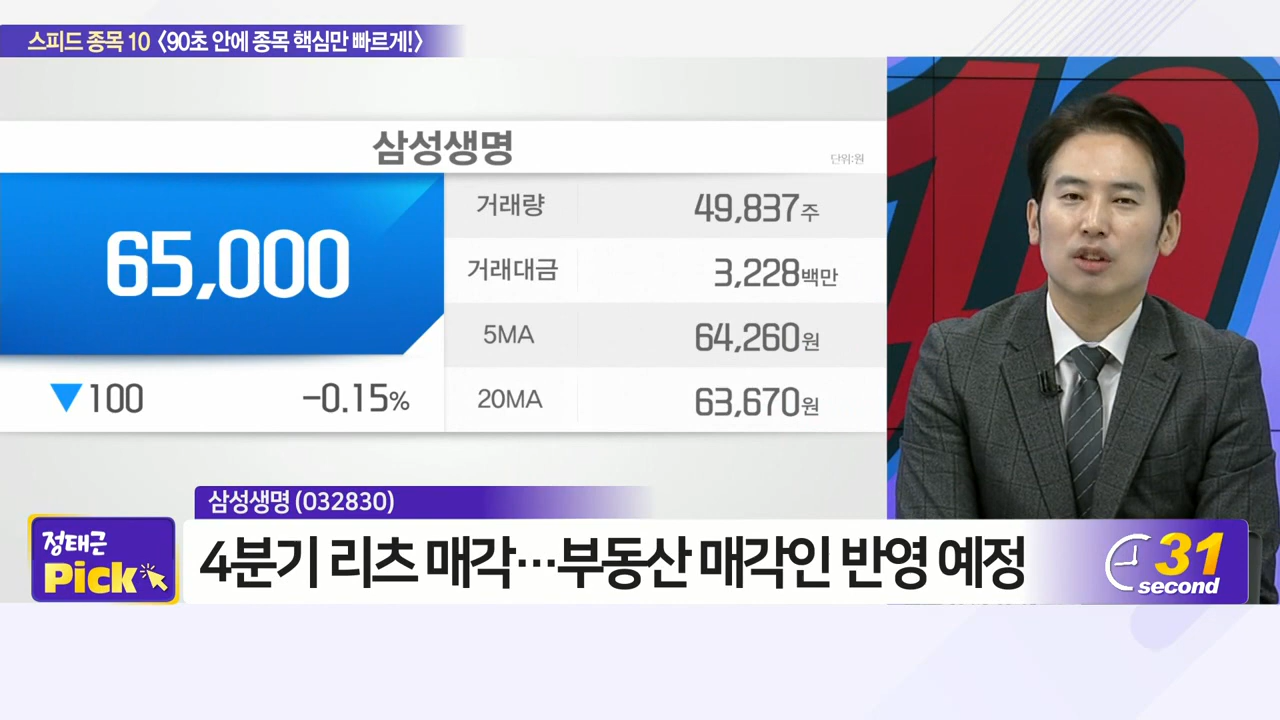 스피드 종목 10 〈90초 안에 종목 핵심만 빠르게!〉
삼성생명
단위:원
65,000
▼100 -0.15%
거래량 49,837주
거래대금 3,228백만
5MA 64,260원
20MA 63,670원
10
삼성생명 (032830)
정태근
Pick
4분기 리츠 매각…부동산 매각인 반영 예정
31
second